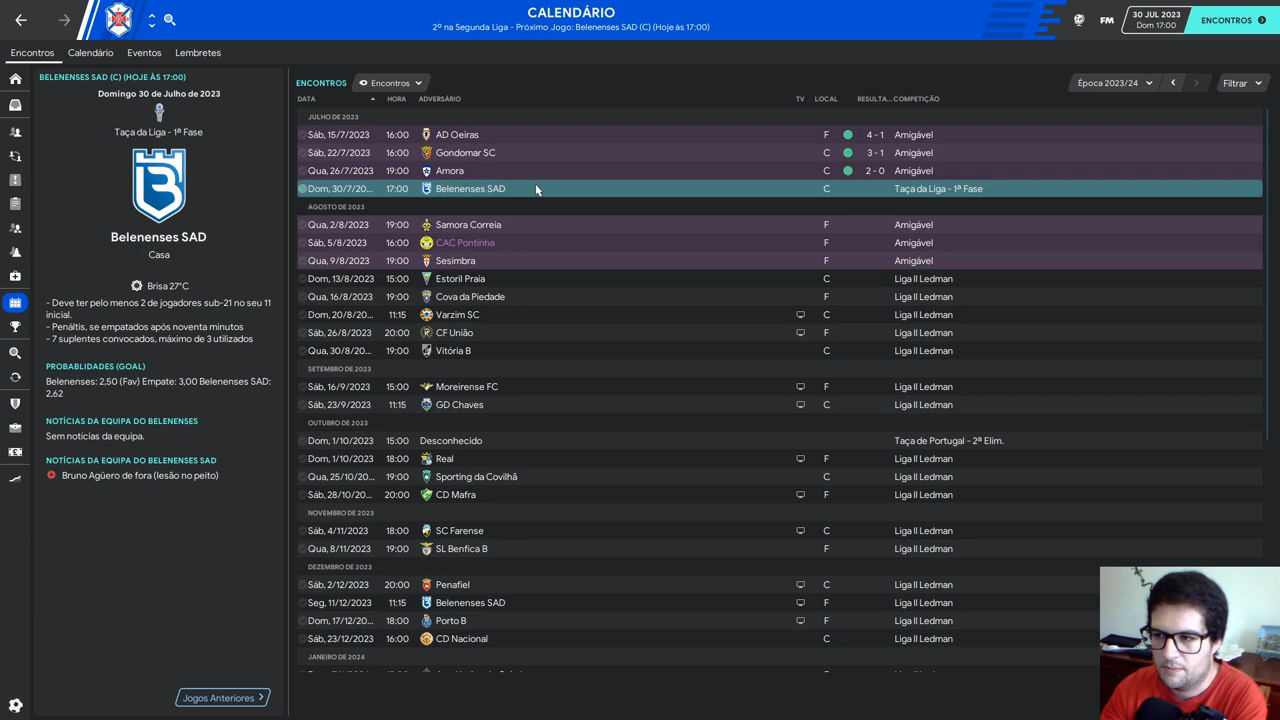 CALENDÁRIO
2º na Segunda Liga - Próximo Jogo: Belenenses SAD (C) (Hoje às 17:00)
FM
30 JUL 2023
Dom 17:00
ENCONTROS
Encontros Calendário Eventos Lembretes
BELENENSES SAD (C) (HOJE ÀS 17:00)
Domingo 30 de Julho de 2023
Taça da Liga - 1ª Fase
Belenenses SAD
Casa
Brisa 27°C
- Deve ter pelo menos 2 de jogadores sub-21 no seu 11
inicial.
- Penáltis, se empatados após noventa minutos
- 7 suplentes convocados, máximo de 3 utilizados
PROBABLIDADES (GOAL)
Belenenses: 2,50 (Fav) Empate: 3,00 Belenenses SAD:
2,62
NOTÍCIAS DA EQUIPA DO BELENENSES
Sem notícias da equipa.
NOTÍCIAS DA EQUIPA DO BELENENSES SAD
Bruno Agüero de fora (lesão no peito)
Jogos Anteriores
ENCONTROS Encontros Época 2023/24 Filtrar
DATA HORA ADVERSÁRIO TV LOCAL RESULTA... COMPETIÇÃO
JULHO DE 2023
Sáb, 15/7/2023 16:00 AD Oeiras F 4 - 1 Amigável
Sáb, 22/7/2023 16:00 Gondomar SC C 3 - 1 Amigável
Qua, 26/7/2023 19:00 Amora C 2 - 0 Amigável
Dom, 30/7/20... 17:00 Belenenses SAD C Taça da Liga - 1ª Fase
AGOSTO DE 2023
Qua, 2/8/2023 19:00 Samora Correia F Amigável
Sáb, 5/8/2023 16:00 CAC Pontinha F Amigável
Qua, 9/8/2023 19:00 Sesimbra F Amigável
Dom, 13/8/2023 15:00 Estoril Praia C Liga II Ledman
Qua, 16/8/2023 19:00 Cova da Piedade F Liga II Ledman
Dom, 20/8/20... 11:15 Varzim SC C Liga II Ledman
Sáb, 26/8/2023 20:00 CF União F Liga II Ledman
Qua, 30/8/20... 19:00 Vitória B C Liga II Ledman
SETEMBRO DE 2023
Sáb, 16/9/2023 15:00 Moreirense FC F Liga II Ledman
Sáb, 23/9/2023 11:15 GD Chaves C Liga II Ledman
OUTUBRO DE 2023
Dom, 1/10/2023 15:00 Desconhecido Taça de Portugal - 2ª Elim.
Dom, 1/10/2023 18:00 Real F Liga II Ledman
Qua, 25/10/20... 19:00 Sporting da Covilhã C Liga II Ledman
Sáb, 28/10/20... 20:00 CD Mafra F Liga II Ledman
NOVEMBRO DE 2023
Sáb, 4/11/2023 18:00 SC Farense C Liga II Ledman
Qua, 8/11/2023 19:00 SL Benfica B F Liga II Ledman
DEZEMBRO DE 2023
Sáb, 2/12/2023 20:00 Penafiel C Liga II Ledman
Seg, 11/12/2023 11:15 Belenenses SAD F Liga II Ledman
Dom, 17/12/20... 18:00 Porto B F Liga II Ledman
Sáb, 23/12/2023 16:00 CD Nacional C Liga II Ledman
JANEIRO DE 2024